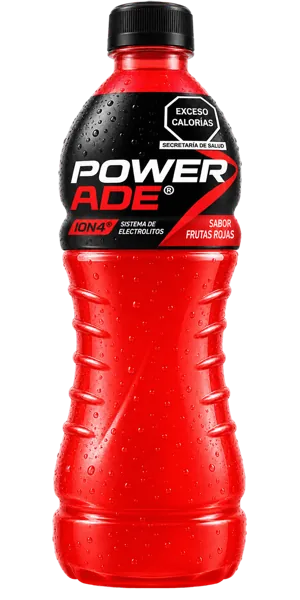 EXCESO
CALORÍAS
SECRETARÍA DE SALUD
POWER
ADE®
ION4® SISTEMA DE
ELECTROLITOS
SABOR
FRUTAS ROJAS